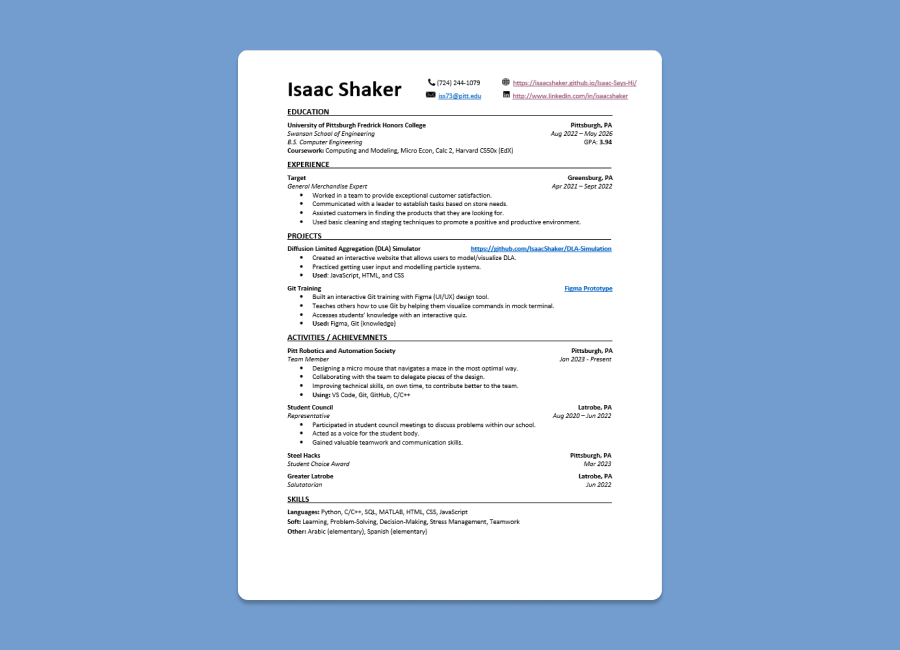 Isaac Shaker
(724) 244-1079
https://isaacshaker.github.io/Isaac-Says-Hi/
iss73@pitt.edu
http://www.linkedin.com/in/isaacshaker
EDUCATION
University of Pittsburgh Fredrick Honors College Pittsburgh, PA
Swanson School of Engineering Aug 2022 – May 2026
B.S. Computer Engineering GPA: 3.94
Coursework: Computing and Modeling, Micro Econ, Calc 2, Harvard CS50x (EdX)
EXPERIENCE
Target Greensburg, PA
General Merchandise Expert Apr 2021 – Sept 2022
• Worked in a team to provide exceptional customer satisfaction.
• Communicated with a leader to establish tasks based on store needs.
• Assisted customers in finding the products that they are looking for.
• Used basic cleaning and staging techniques to promote a positive and productive environment.
PROJECTS
Diffusion Limited Aggregation (DLA) Simulator https://github.com/IsaacShaker/DLA-Simulation
• Created an interactive website that allows users to model/visualize DLA.
• Practiced getting user input and modelling particle systems.
• Used: JavaScript, HTML, and CSS
Git Training Figma Prototype
• Built an interactive Git training with Figma (UI/UX) design tool.
• Teaches others how to use Git by helping them visualize commands in mock terminal.
• Accesses students' knowledge with an interactive quiz.
• Used: Figma, Git (knowledge)
ACTIVITIES / ACHIEVEMNETS
Pitt Robotics and Automation Society Pittsburgh, PA
Team Member Jan 2023 - Present
• Designing a micro mouse that navigates a maze in the most optimal way.
• Collaborating with the team to delegate pieces of the design.
• Improving technical skills, on own time, to contribute better to the team.
• Using: VS Code, Git, GitHub, C/C++
Student Council Latrobe, PA
Representative Aug 2020 – Jun 2022
• Participated in student council meetings to discuss problems within our school.
• Acted as a voice for the student body.
• Gained valuable teamwork and communication skills.
Steel Hacks Pittsburgh, PA
Student Choice Award Mar 2023
Greater Latrobe Latrobe, PA
Salutatorian Jun 2022
SKILLS
Languages: Python, C/C++, SQL, MATLAB, HTML, CSS, JavaScript
Soft: Learning, Problem-Solving, Decision-Making, Stress Management, Teamwork
Other: Arabic (elementary), Spanish (elementary)